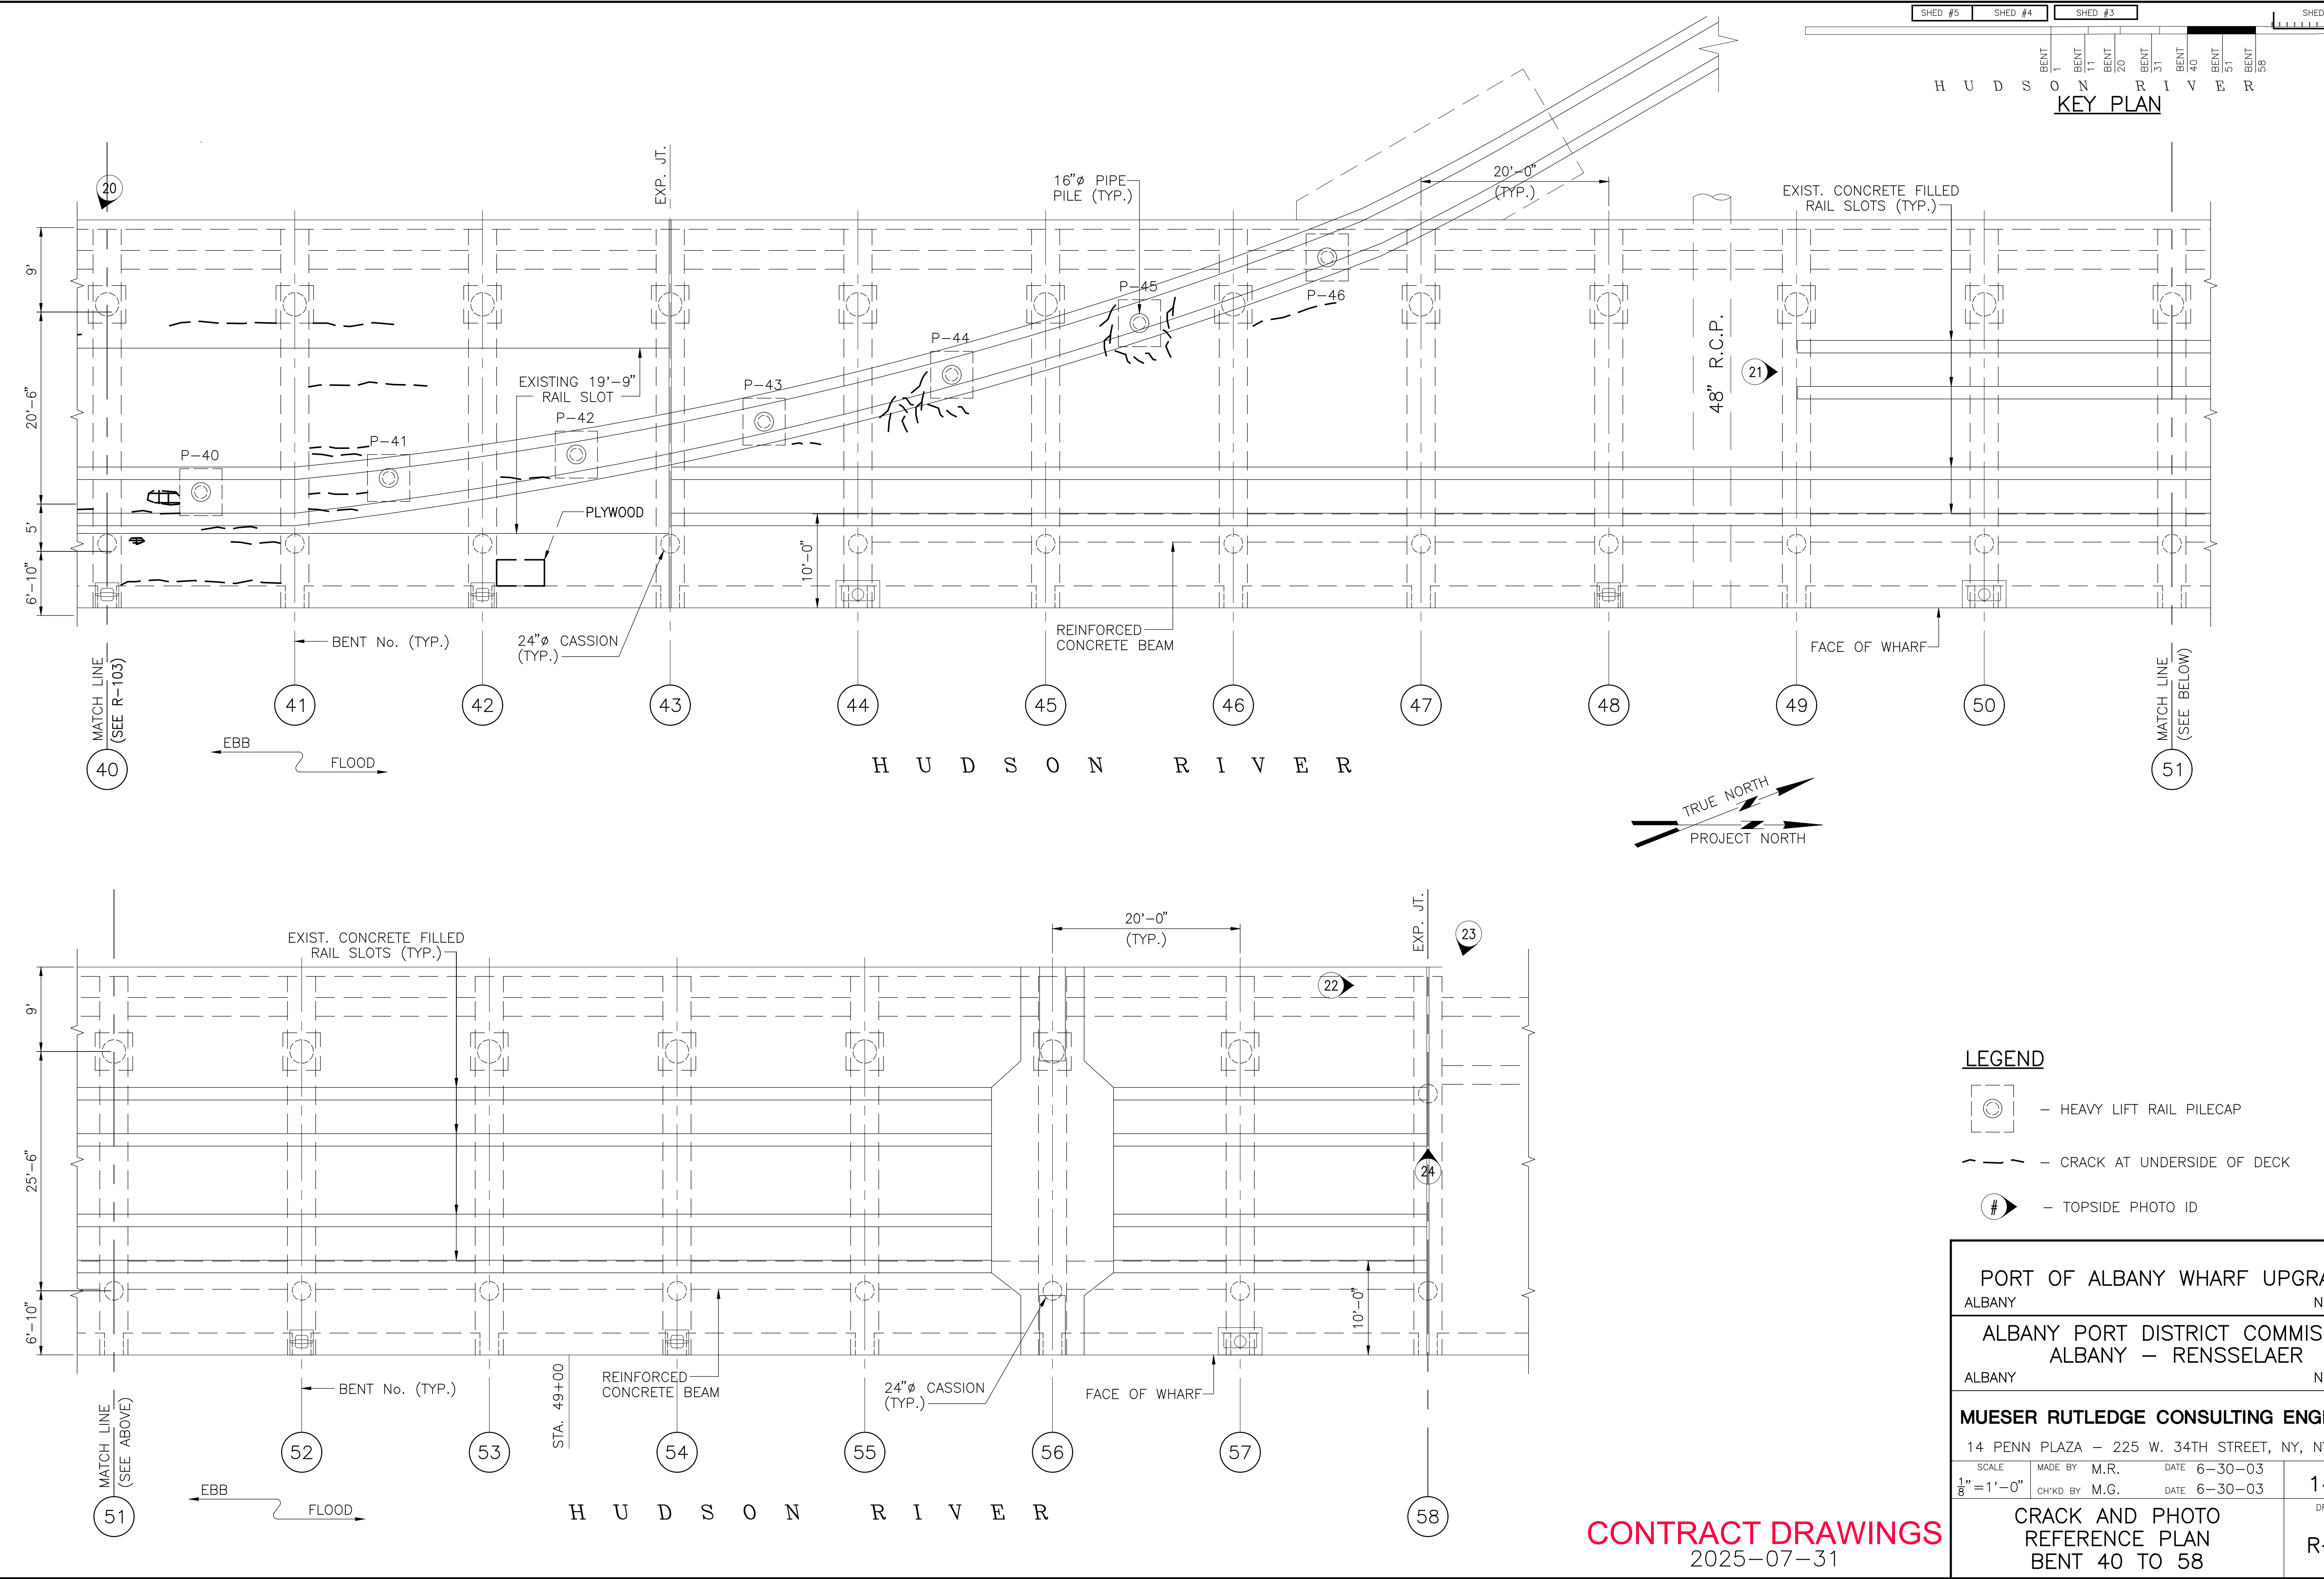 SHED #5
SHED #4
SHED #3
SHED
BENT 1
BENT 11
BENT 20
BENT 31
BENT 40
BENT 51
BENT 58
HUDSON RIVER
KEY PLAN
20
EXP. JT.
16"ø PIPE
PILE (TYP.)
20'-0"
(TYP.)
EXIST. CONCRETE FILLED
RAIL SLOTS (TYP.)
9'
20'-6"
5'
6'-10"
P-40
P-41
P-42
P-43
P-44
P-45
P-46
EXISTING 19'-9"
RAIL SLOT
48" R.C.P.
21
PLYWOOD
10'-0"
BENT No. (TYP.)
24"ø CASSION
(TYP.)
REINFORCED
CONCRETE BEAM
FACE OF WHARF
MATCH LINE
(SEE R-103)
40
41
42
43
44
45
46
47
48
49
50
MATCH LINE
(SEE BELOW)
51
EBB
FLOOD
HUDSON RIVER
TRUE NORTH
PROJECT NORTH
EXIST. CONCRETE FILLED
RAIL SLOTS (TYP.)
20'-0"
(TYP.)
EXP. JT.
23
22
24
9'
25'-6"
6'-10"
10'-0"
BENT No. (TYP.)
STA. 49+00
REINFORCED
CONCRETE BEAM
24"ø CASSION
(TYP.)
FACE OF WHARF
MATCH LINE
(SEE ABOVE)
51
52
53
54
55
56
57
58
EBB
FLOOD
HUDSON RIVER
LEGEND
- HEAVY LIFT RAIL PILECAP
- CRACK AT UNDERSIDE OF DECK
# - TOPSIDE PHOTO ID
PORT OF ALBANY WHARF
ALBANY
ALBANY PORT DISTRICT
ALBANY - RENSSELAER
ALBANY
MUESER RUTLEDGE CONSULTING
14 PENN PLAZA - 225 W. 34TH STREET, NY,
SCALE
1/8"=1'-0"
MADE BY M.R. DATE 6-30-03
CH'KD BY M.G. DATE 6-30-03
CRACK AND PHOTO
REFERENCE PLAN
BENT 40 TO 58
CONTRACT DRAWINGS
2025-07-31